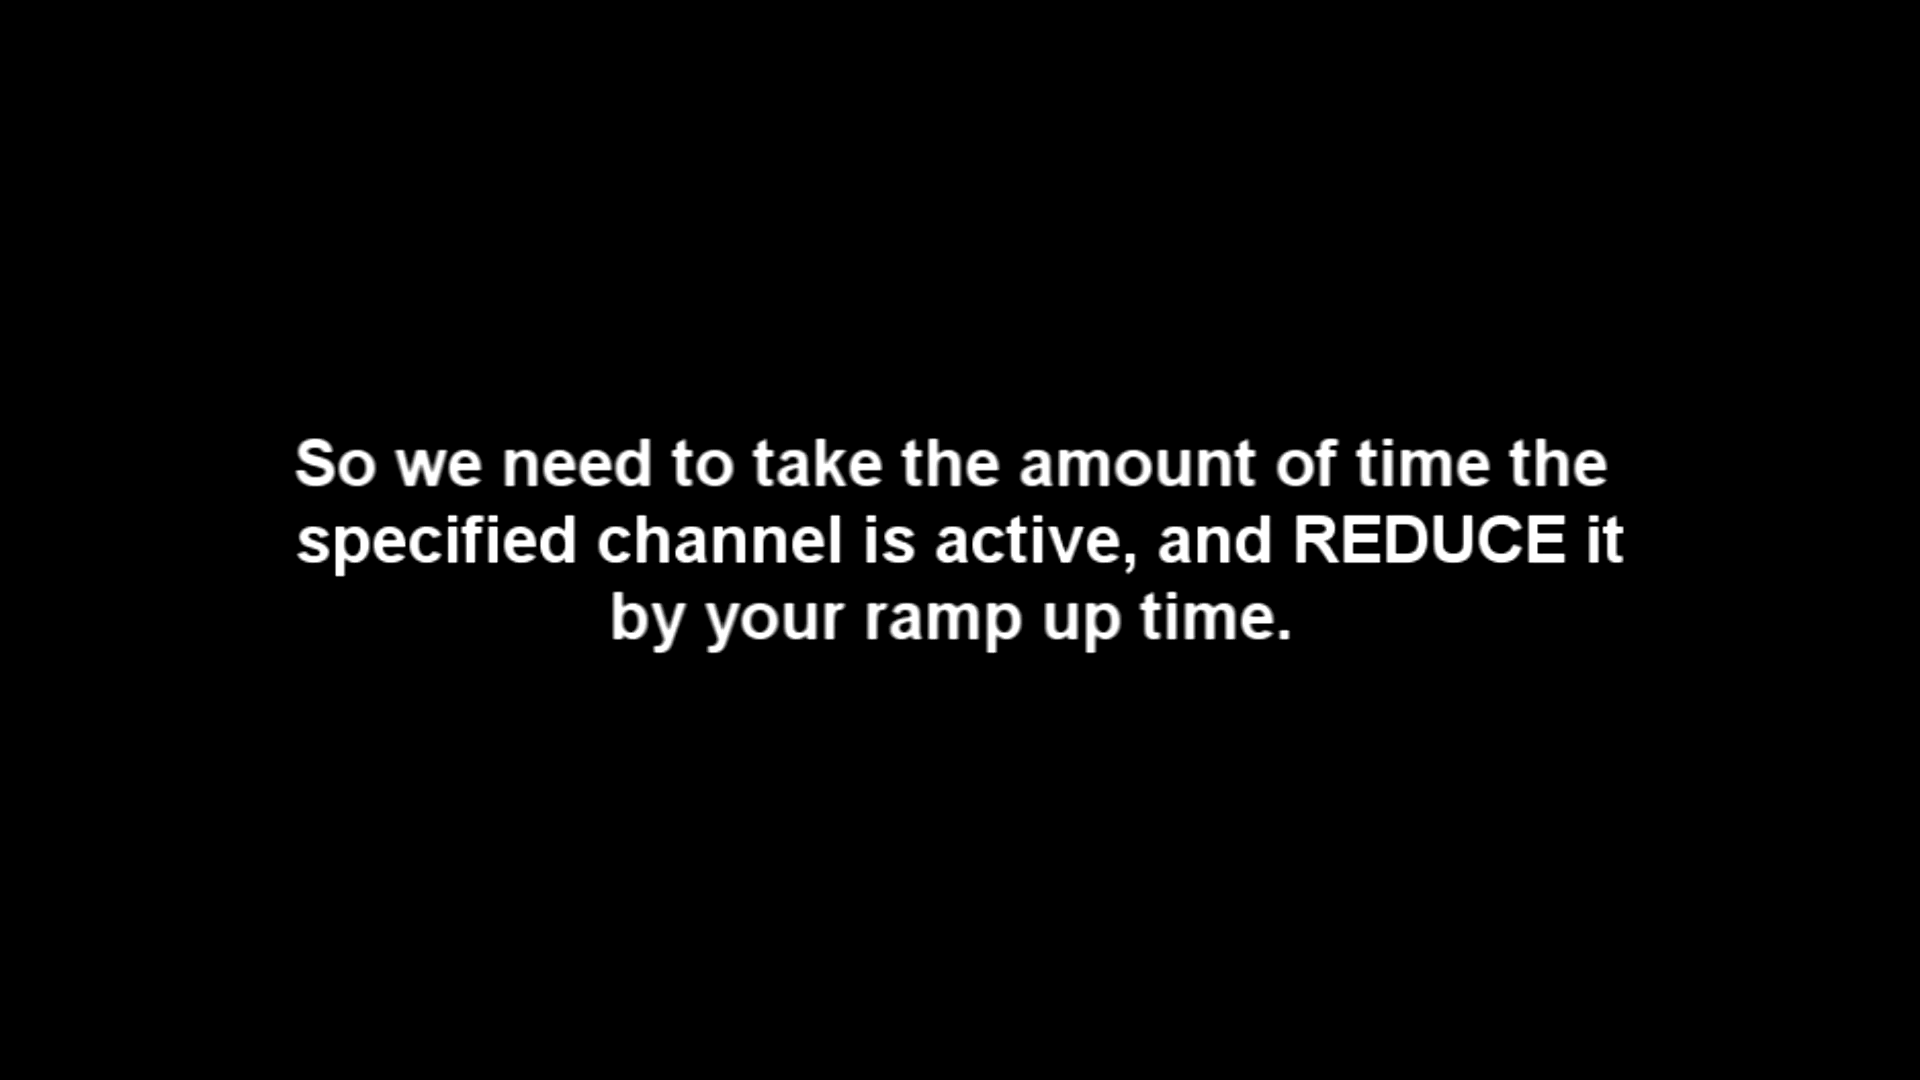 So we need to take the amount of time the
specified channel is active, and REDUCE it
by your ramp up time.